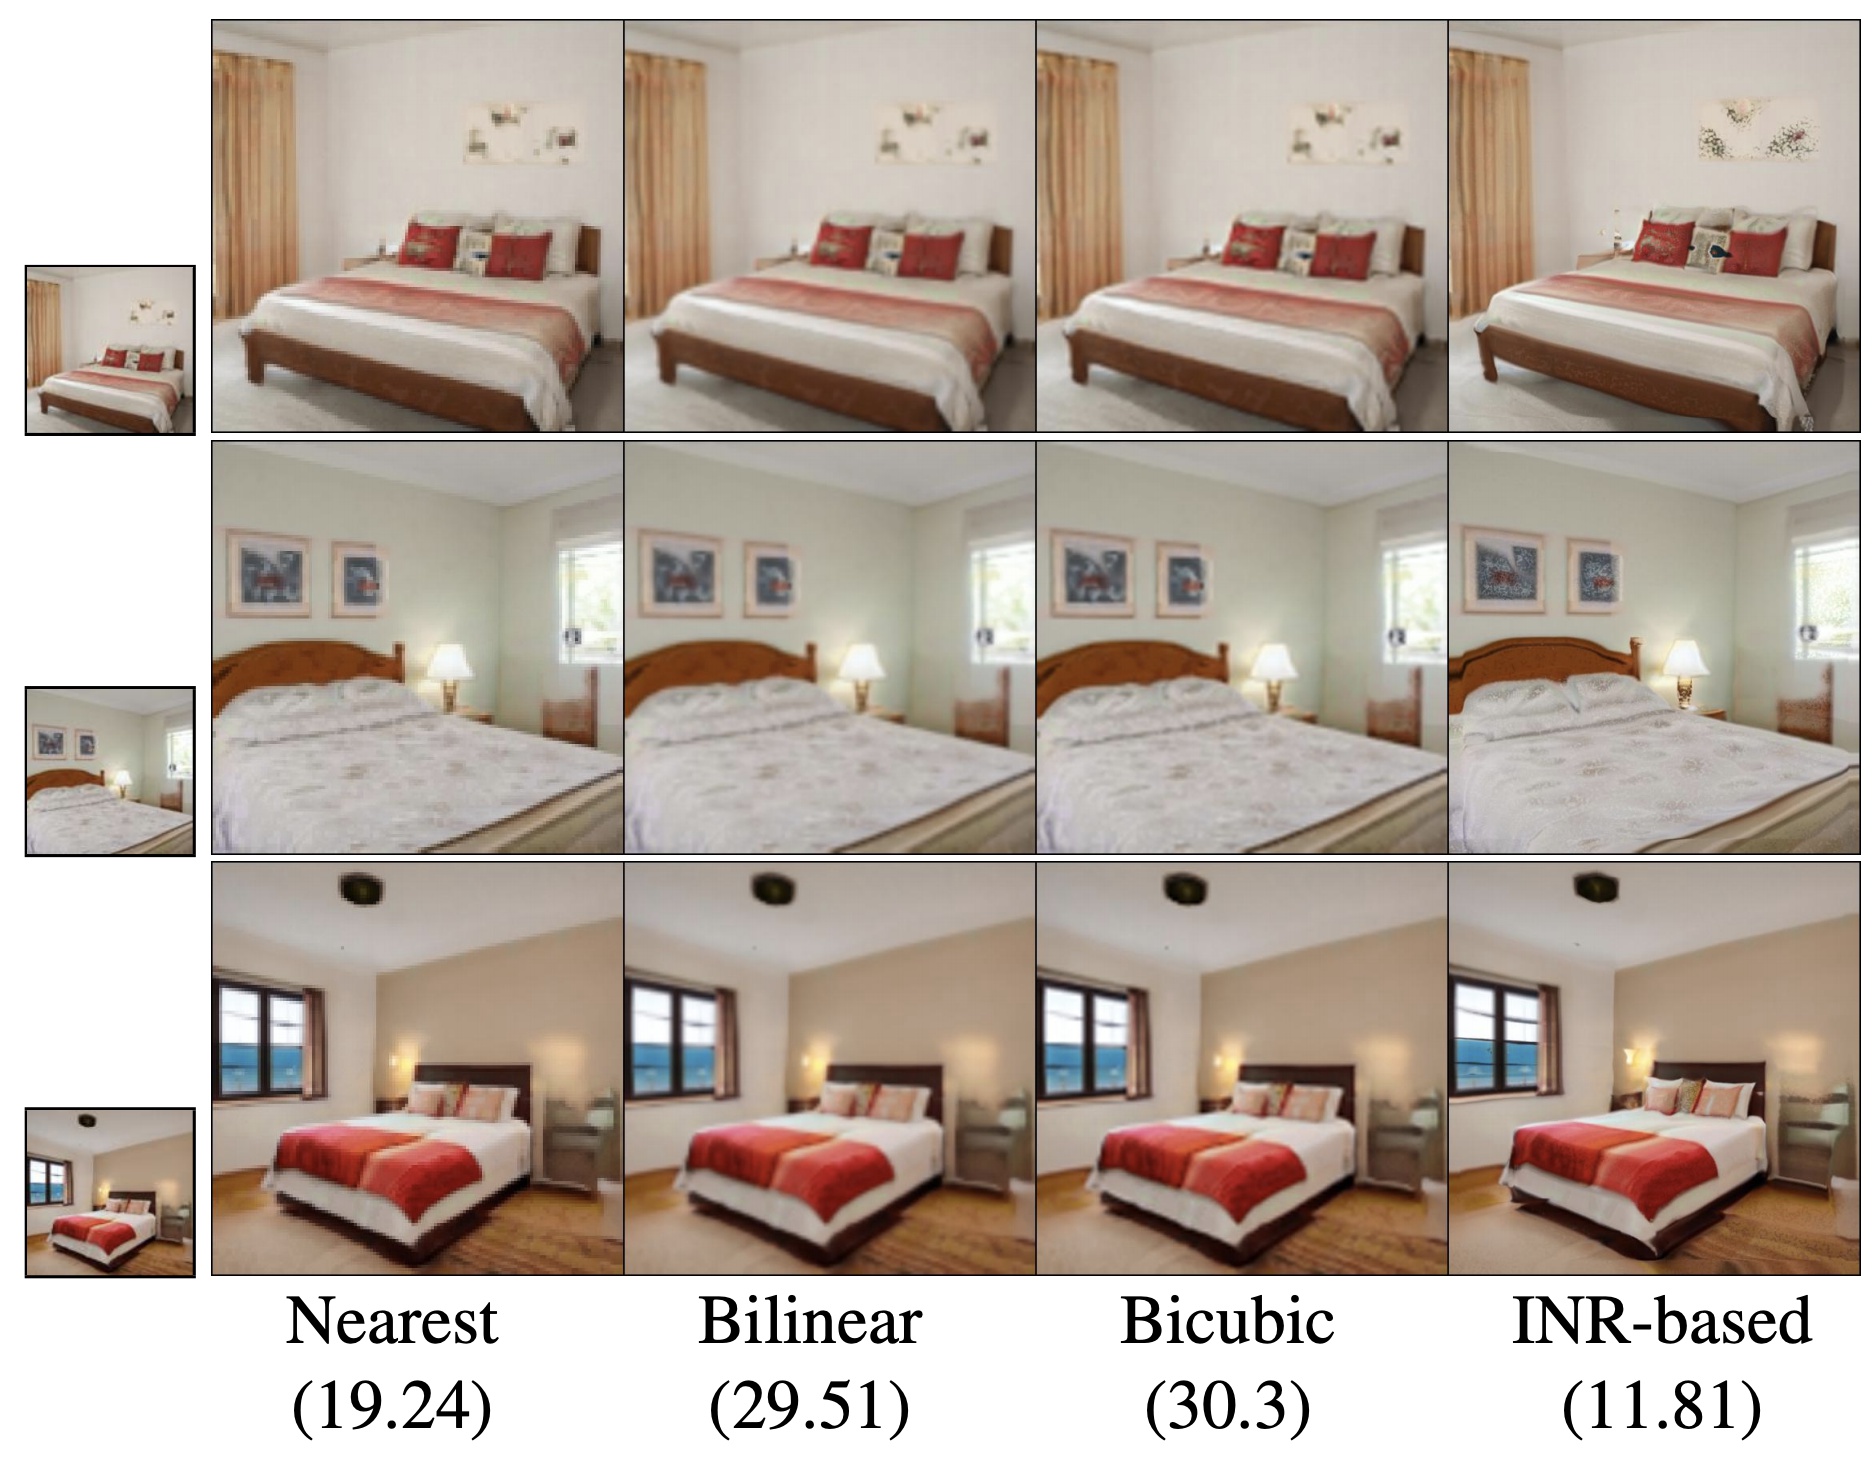 Nearest Bilinear Bicubic INR-based
(19.24) (29.51) (30.3) (11.81)